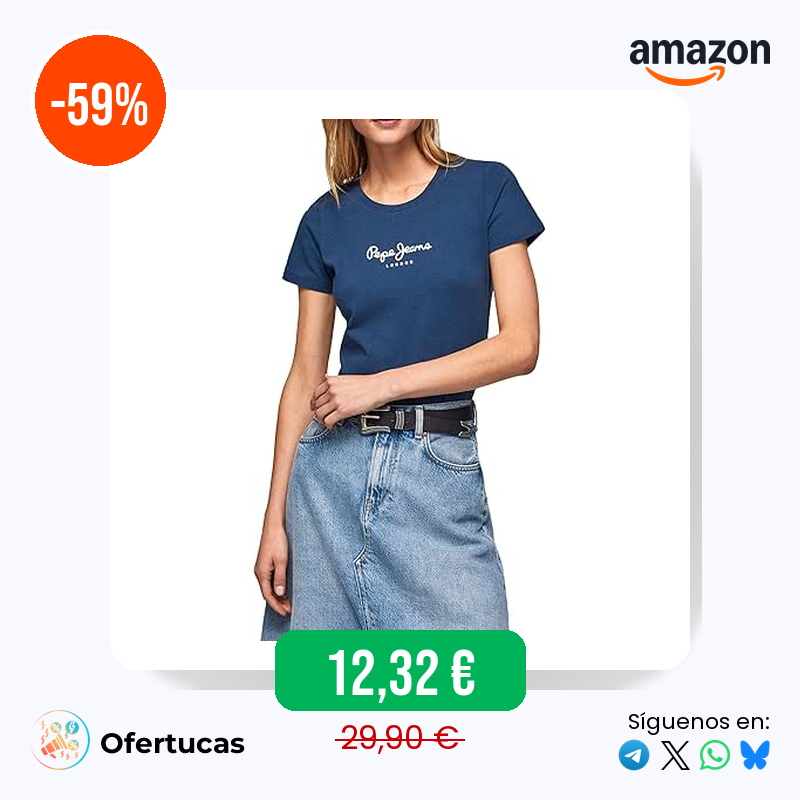 -59%
amazon
Pepe Jeans
LONDON
12,32 €
29,90 €
Ofertucas
Síguenos en: